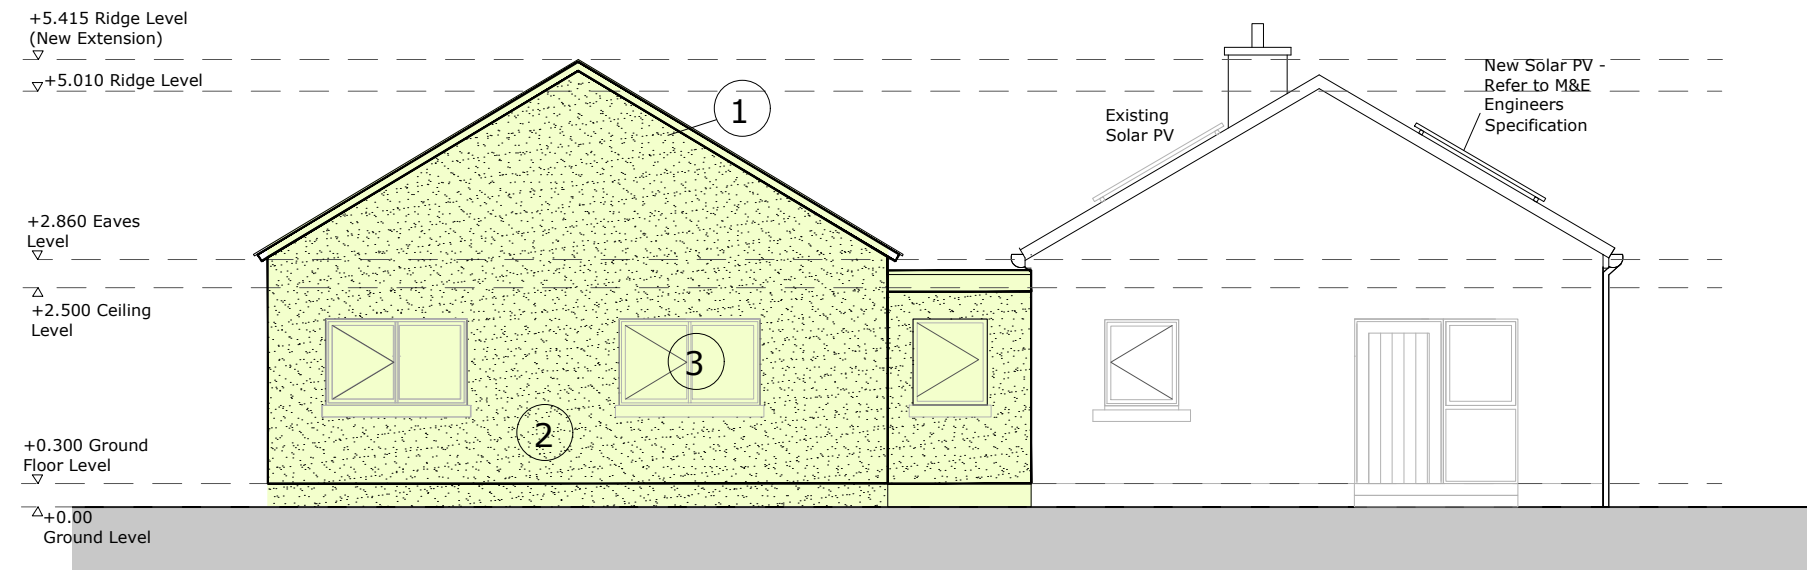 +5.415 Ridge Level
(New Extension)
+5.010 Ridge Level
1
New Solar PV -
Refer to M&E
Engineers
Specification
Existing
Solar PV
+2.860 Eaves
Level
+2.500 Ceiling
Level
3
2
+0.300 Ground
Floor Level
+0.00
Ground Level